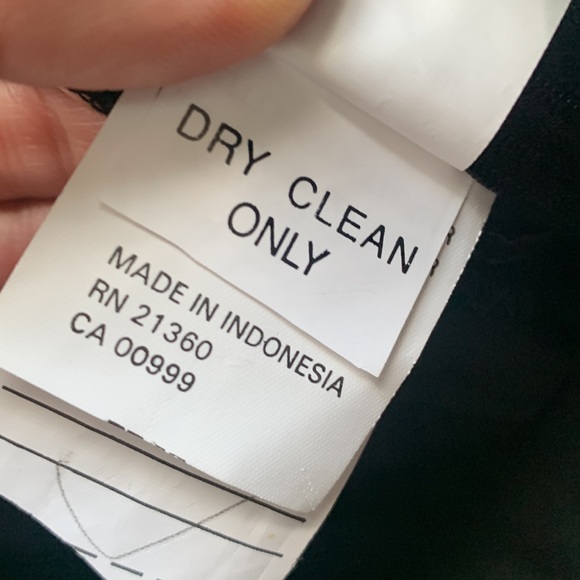 DRY CLEAN
ONLY
MADE IN INDONESIA
RN 21360
CA 00999